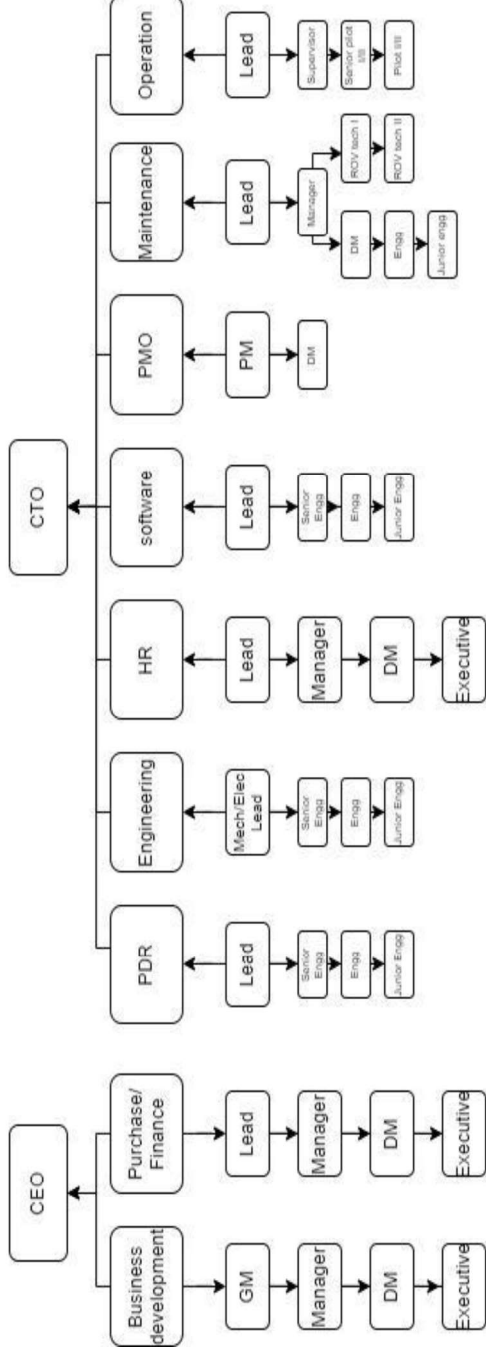 CEO
Business
development
GM
Manager
DM
Executive
Purchase/
Finance
Lead
Manager
DM
Executive
CTO
PDR
Lead
Senior
Engg
Engg
Junior Engg
Engineering
Mech/Elec
Lead
Senior
Engg
Engg
Junior Engg
HR
Lead
Manager
DM
Executive
software
Lead
Senior
Engg
Engg
Junior Engg
PMO
PM
DM
Maintenance
Lead
Manager
DM
Engg
Junior engg
ROV tech I
ROV tech II
Operation
Lead
Supervisor
Senior pilot
I/II
Pilot I/II